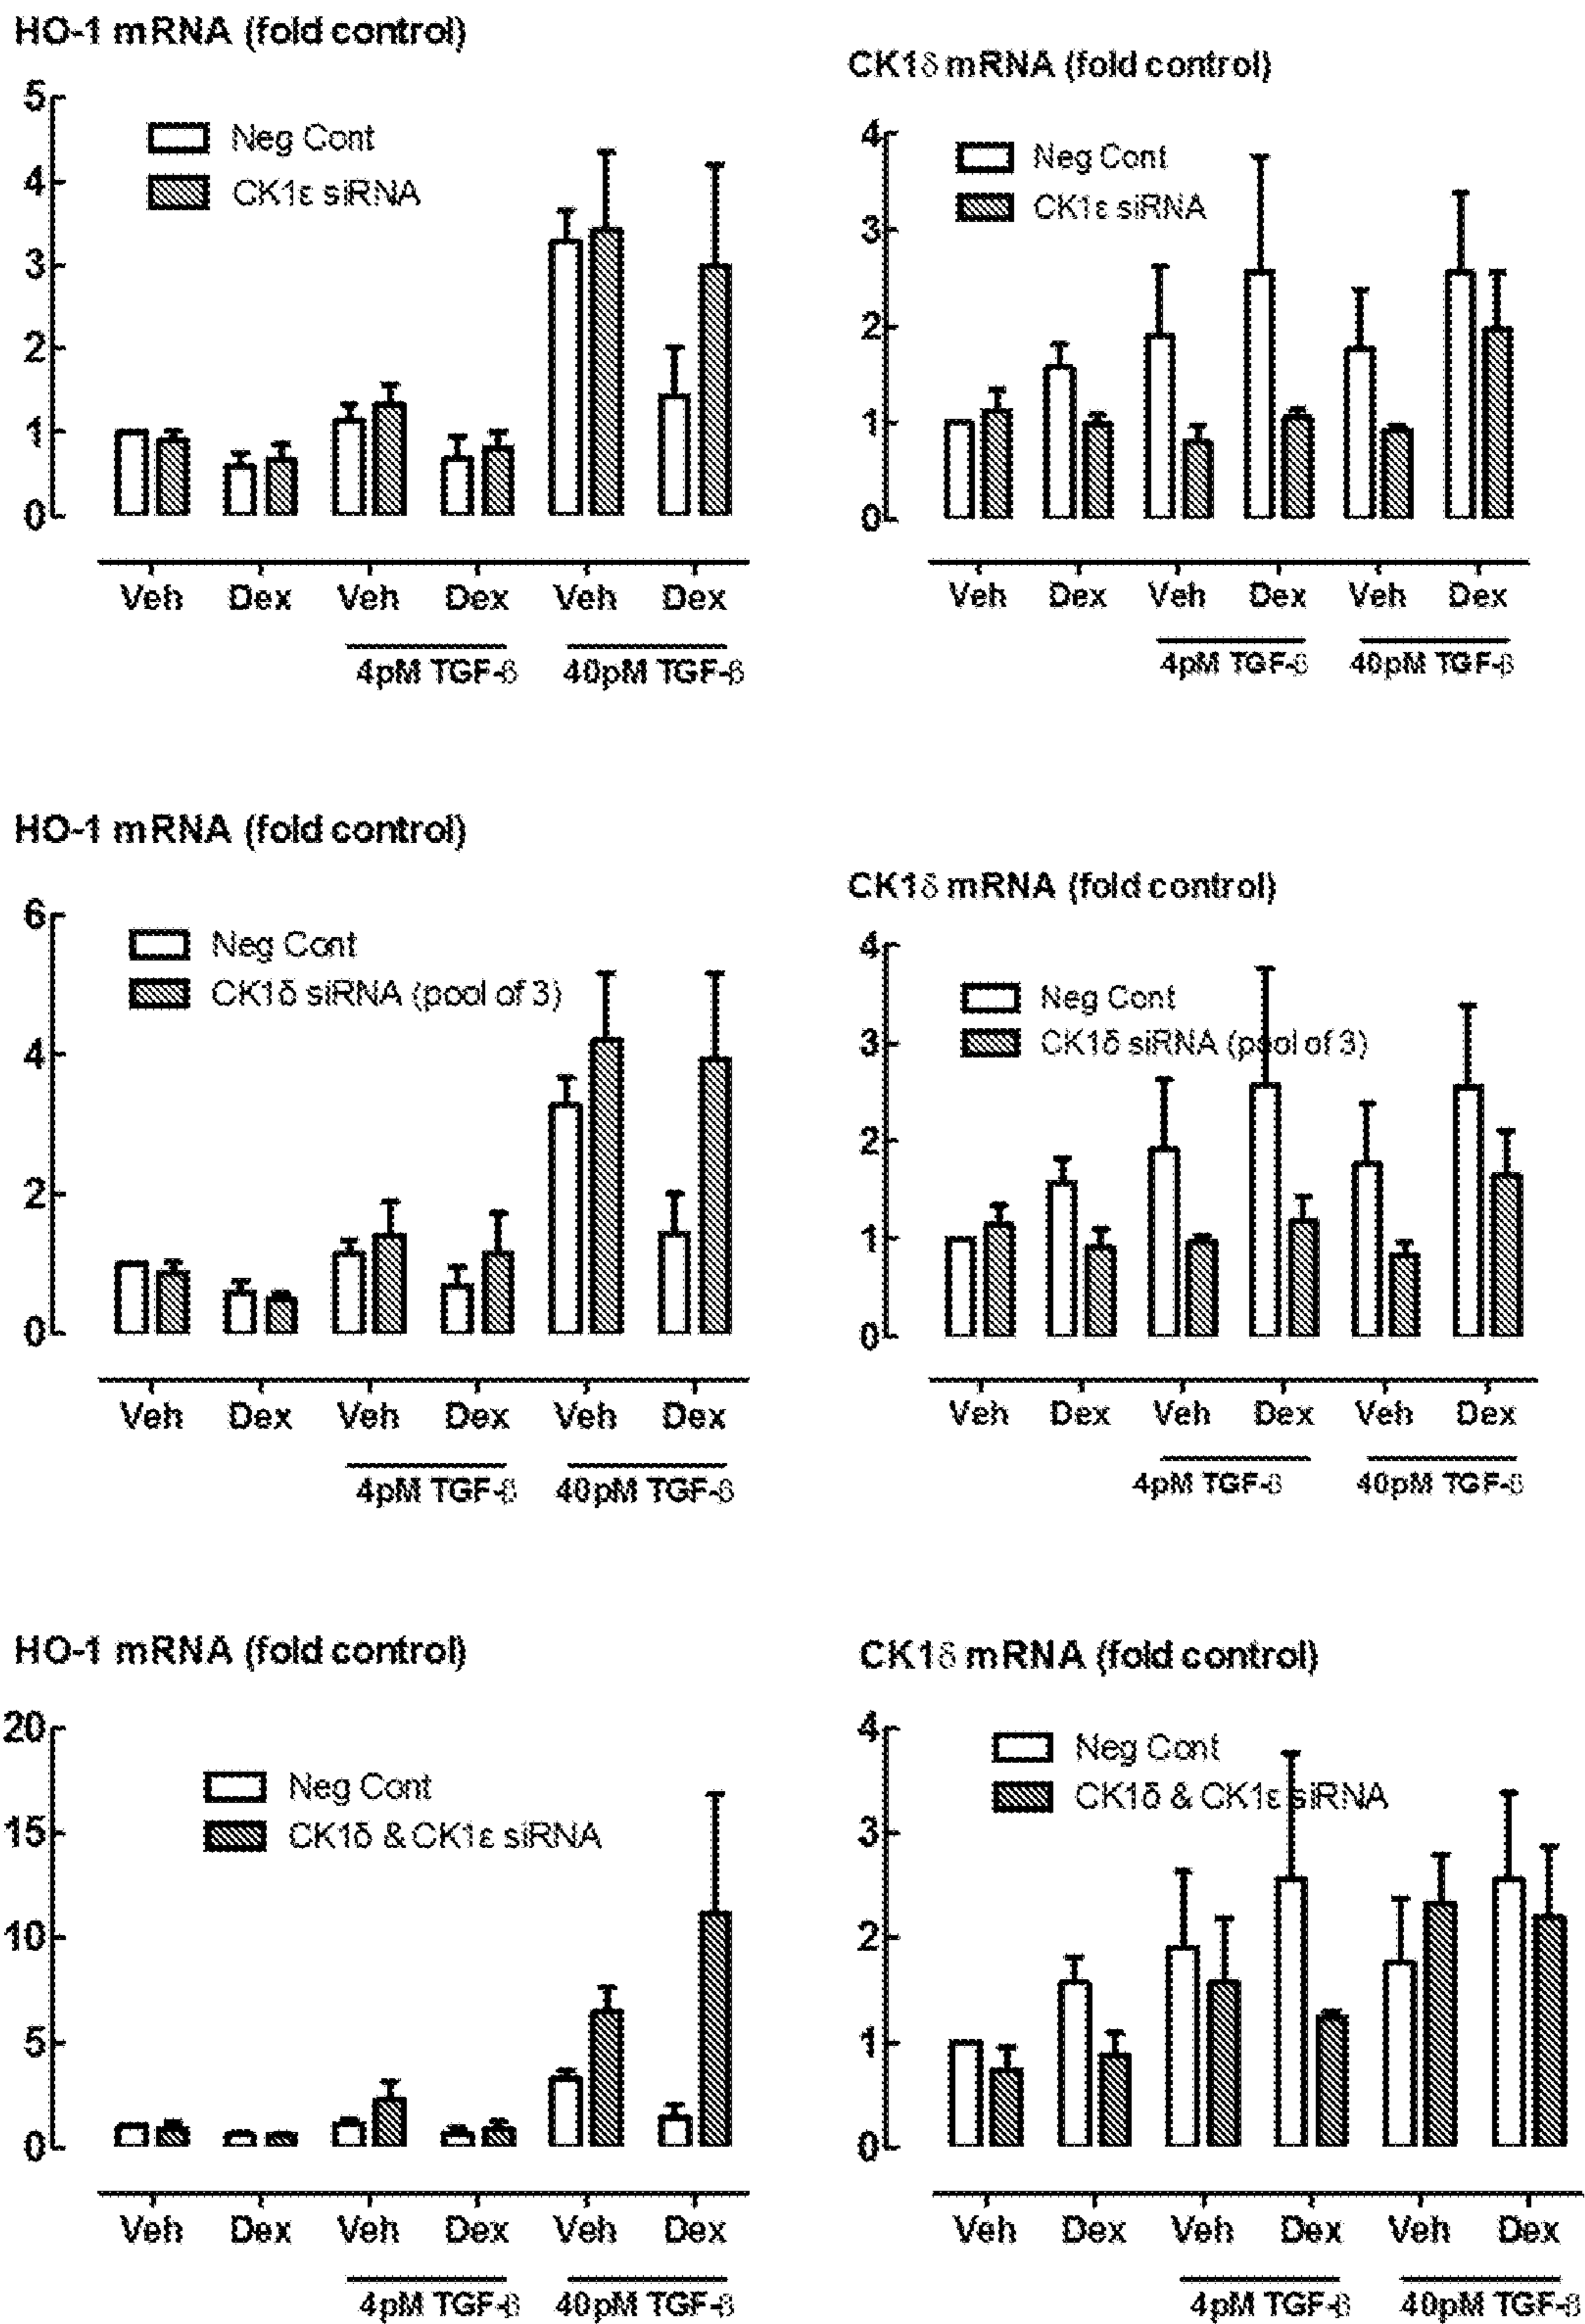 HO-1 mRNA (fold control)
5
4
3
2
1
0
Neg Cont
CK1ε siRNA
Veh Dex Veh Dex Veh Dex
4pM TGF-β 40pM TGF-β
CK1δ mRNA (fold control)
4
3
2
1
0
Neg Cont
CK1ε siRNA
Veh Dex Veh Dex Veh Dex
4pM TGF-β 40pM TGF-β
HO-1 mRNA (fold control)
6
4
2
0
Neg Cont
CK1δ siRNA (pool of 3)
Veh Dex Veh Dex Veh Dex
4pM TGF-β 40pM TGF-β
CK1δ mRNA (fold control)
4
3
2
1
0
Neg Cont
CK1δ siRNA (pool of 3)
Veh Dex Veh Dex Veh Dex
4pM TGF-β 40pM TGF-β
HO-1 mRNA (fold control)
20
15
10
5
0
Neg Cont
CK1δ & CK1ε siRNA
Veh Dex Veh Dex Veh Dex
4pM TGF-β 40pM TGF-β
CK1δ mRNA (fold control)
4
3
2
1
0
Neg Cont
CK1δ & CK1ε siRNA
Veh Dex Veh Dex Veh Dex
4pM TGF-β 40pM TGF-β